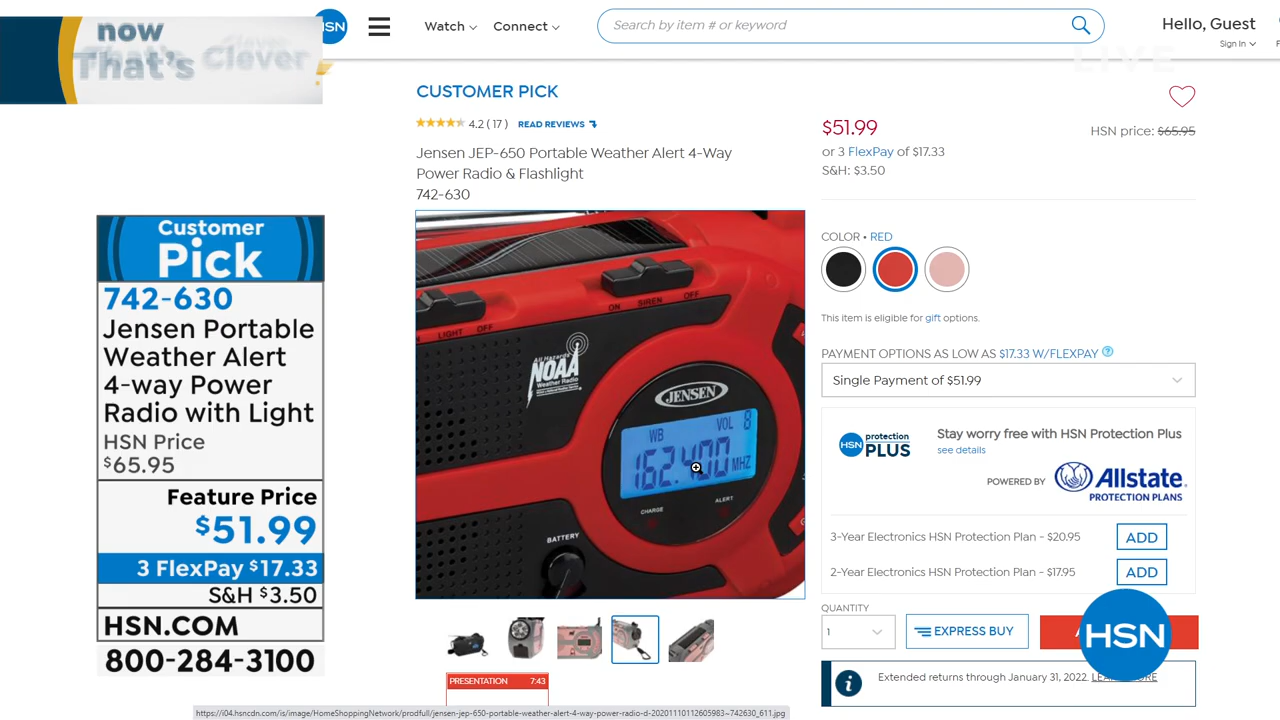 now
That's Clever
HSN
Watch
Connect
Search by item # or keyword
Hello, Guest
Sign In
LIVE
CUSTOMER PICK
4.2 ( 17 ) READ REVIEWS
Jensen JEP-650 Portable Weather Alert 4-Way
Power Radio & Flashlight
742-630
$51.99
HSN price: $65.95
or 3 FlexPay of $17.33
S&H: $3.50
Customer
Pick
742-630
Jensen Portable
Weather Alert
4-way Power
Radio with Light
HSN Price
$65.95
Feature Price
$51.99
3 FlexPay $17.33
S&H $3.50
HSN.COM
800-284-3100
LIGHT OFF
ON SIREN OFF
All Hazards
NOAA
Weather Radio
JENSEN
WB VOL 8
162.400 MHZ
CHARGE
ALERT
BATTERY
PRESENTATION 7:43
COLOR • RED
This item is eligible for gift options.
PAYMENT OPTIONS AS LOW AS $17.33 W/FLEXPAY ?
Single Payment of $51.99
HSN protection PLUS
Stay worry free with HSN Protection Plus
see details
POWERED BY
Allstate
PROTECTION PLANS
3-Year Electronics HSN Protection Plan - $20.95
ADD
2-Year Electronics HSN Protection Plan - $17.95
ADD
QUANTITY
1
EXPRESS BUY
HSN
Extended returns through January 31, 2022.
https://i04.hsncdn.com/is/image/HomeShoppingNetwork/prodfull/jensen-jep-650-portable-weather-alert-4-way-power-radio-d-20201110112605983~742630_611.jpg